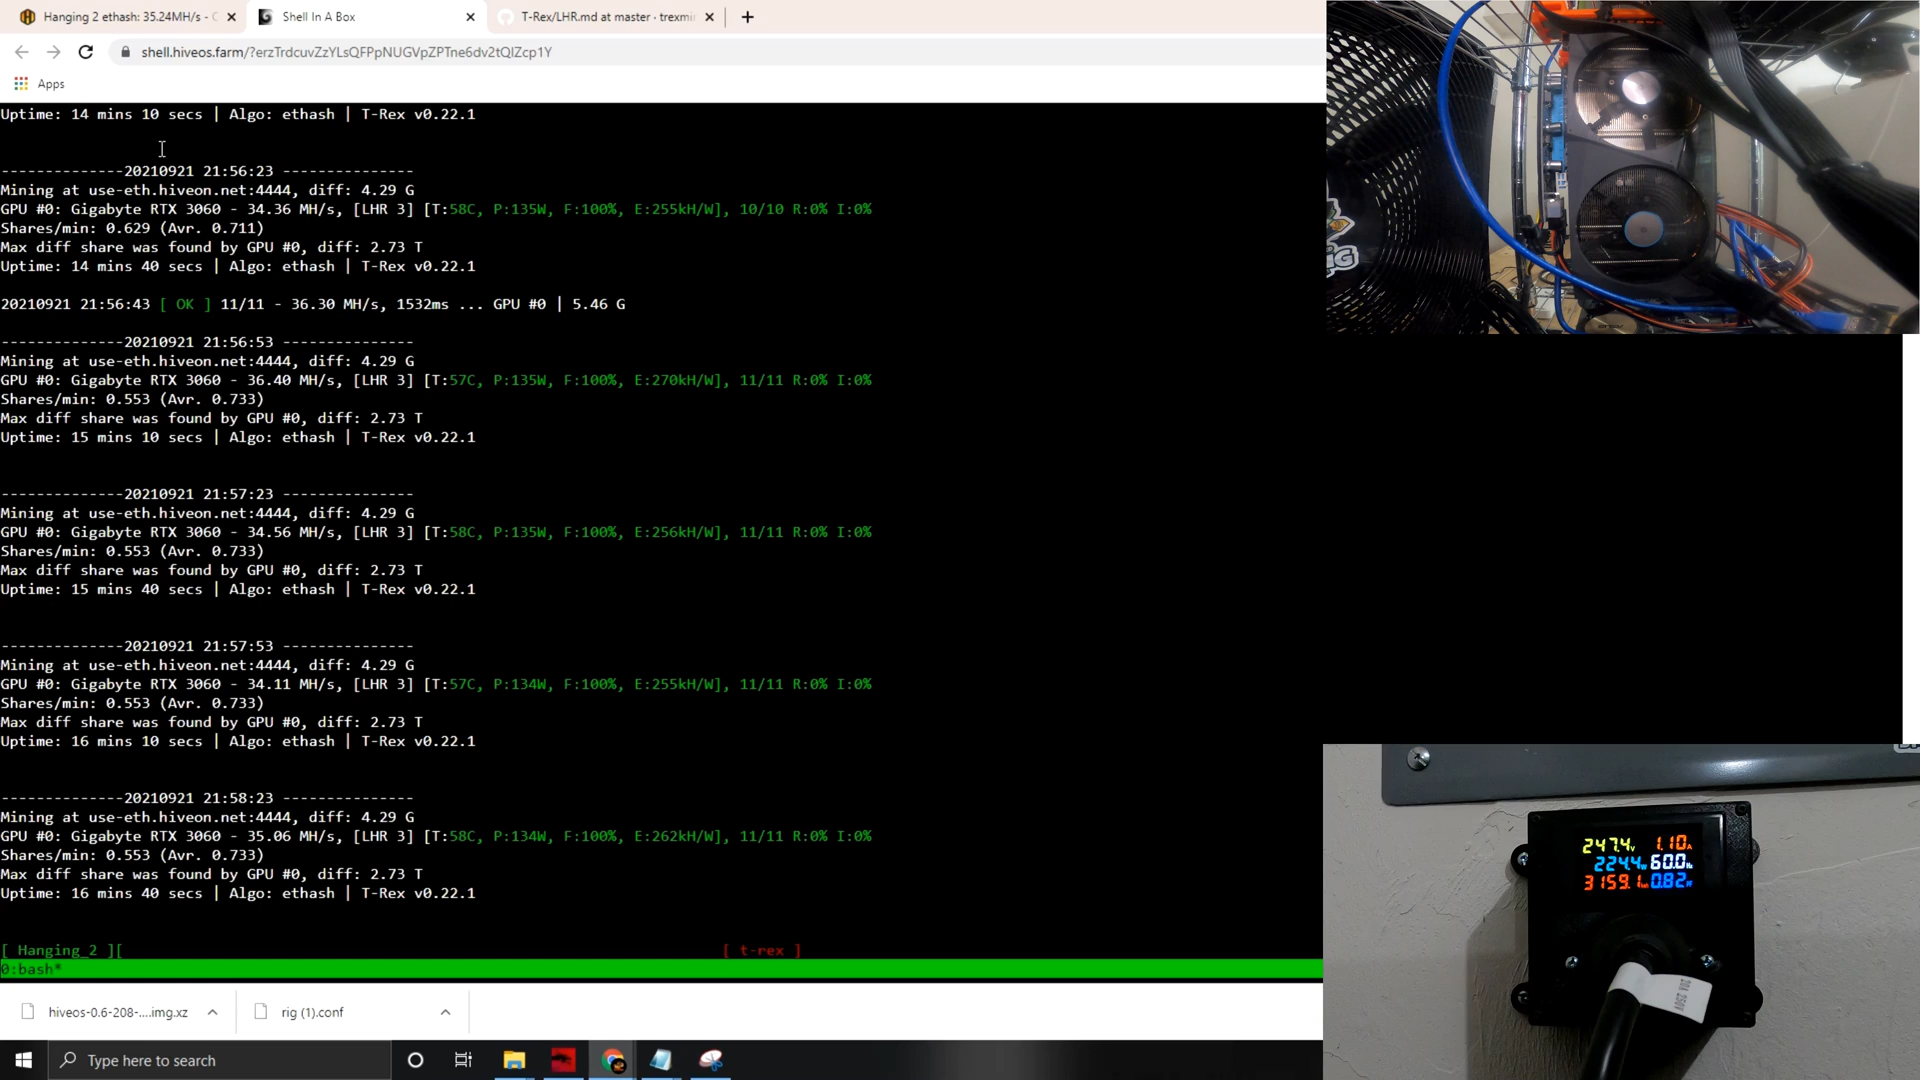 Hanging 2 ethash: 35.24MH/s -
Shell In A Box
T-Rex/LHR.md at master · trexmi
shell.hiveos.farm/?erzTrdcuvZzYLsQFPpNUGVpZPTne6dv2tQIZcp1Y
Apps
Uptime: 14 mins 10 secs | Algo: ethash | T-Rex v0.22.1
--------------20210921 21:56:23 ---------------
Mining at use-eth.hiveon.net:4444, diff: 4.29 G
GPU #0: Gigabyte RTX 3060 - 34.36 MH/s, [LHR 3] [T:58C, P:135W, F:100%, E:255kH/W], 10/10 R:0% I:0%
Shares/min: 0.629 (Avr. 0.711)
Max diff share was found by GPU #0, diff: 2.73 T
Uptime: 14 mins 40 secs | Algo: ethash | T-Rex v0.22.1
20210921 21:56:43 [ OK ] 11/11 - 36.30 MH/s, 1532ms ... GPU #0 | 5.46 G
--------------20210921 21:56:53 ---------------
Mining at use-eth.hiveon.net:4444, diff: 4.29 G
GPU #0: Gigabyte RTX 3060 - 36.40 MH/s, [LHR 3] [T:57C, P:135W, F:100%, E:270kH/W], 11/11 R:0% I:0%
Shares/min: 0.553 (Avr. 0.733)
Max diff share was found by GPU #0, diff: 2.73 T
Uptime: 15 mins 10 secs | Algo: ethash | T-Rex v0.22.1
--------------20210921 21:57:23 ---------------
Mining at use-eth.hiveon.net:4444, diff: 4.29 G
GPU #0: Gigabyte RTX 3060 - 34.56 MH/s, [LHR 3] [T:58C, P:135W, F:100%, E:256kH/W], 11/11 R:0% I:0%
Shares/min: 0.553 (Avr. 0.733)
Max diff share was found by GPU #0, diff: 2.73 T
Uptime: 15 mins 40 secs | Algo: ethash | T-Rex v0.22.1
--------------20210921 21:57:53 ---------------
Mining at use-eth.hiveon.net:4444, diff: 4.29 G
GPU #0: Gigabyte RTX 3060 - 34.11 MH/s, [LHR 3] [T:57C, P:134W, F:100%, E:255kH/W], 11/11 R:0% I:0%
Shares/min: 0.553 (Avr. 0.733)
Max diff share was found by GPU #0, diff: 2.73 T
Uptime: 16 mins 10 secs | Algo: ethash | T-Rex v0.22.1
--------------20210921 21:58:23 ---------------
Mining at use-eth.hiveon.net:4444, diff: 4.29 G
GPU #0: Gigabyte RTX 3060 - 35.06 MH/s, [LHR 3] [T:58C, P:134W, F:100%, E:262kH/W], 11/11 R:0% I:0%
Shares/min: 0.553 (Avr. 0.733)
Max diff share was found by GPU #0, diff: 2.73 T
Uptime: 16 mins 40 secs | Algo: ethash | T-Rex v0.22.1
[ Hanging_2 ][ [ t-rex ]
0:bash*
247.4V 1.10A
224.4W 60.0Hz
3159.1 0.82
20A 250V
hiveos-0.6-208-....img.xz
rig (1).conf
Type here to search